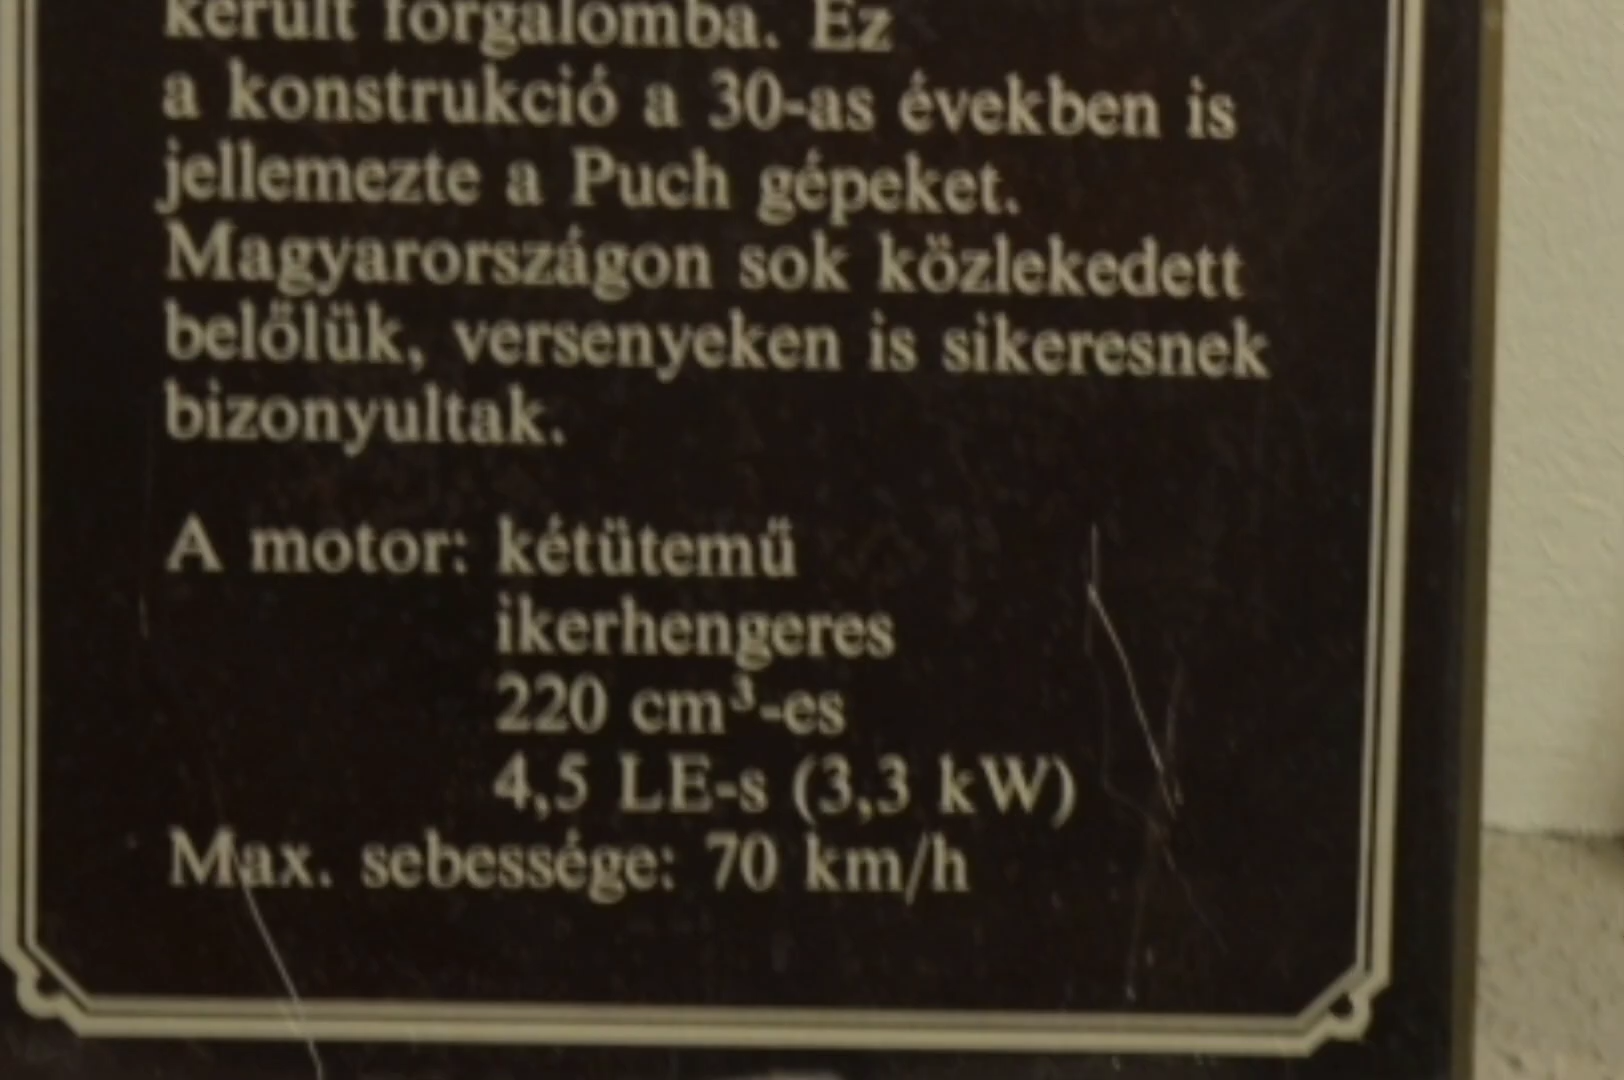 került forgalomba. Ez
a konstrukció a 30-as években is
jellemezte a Puch gépeket.
Magyarországon sok közlekedett
belőlük, versenyeken is sikeresnek
bizonyultak.
A motor: kétütemű
ikerhengeres
220 cm³-es
4,5 LE-s (3,3 kW)
Max. sebessége: 70 km/h